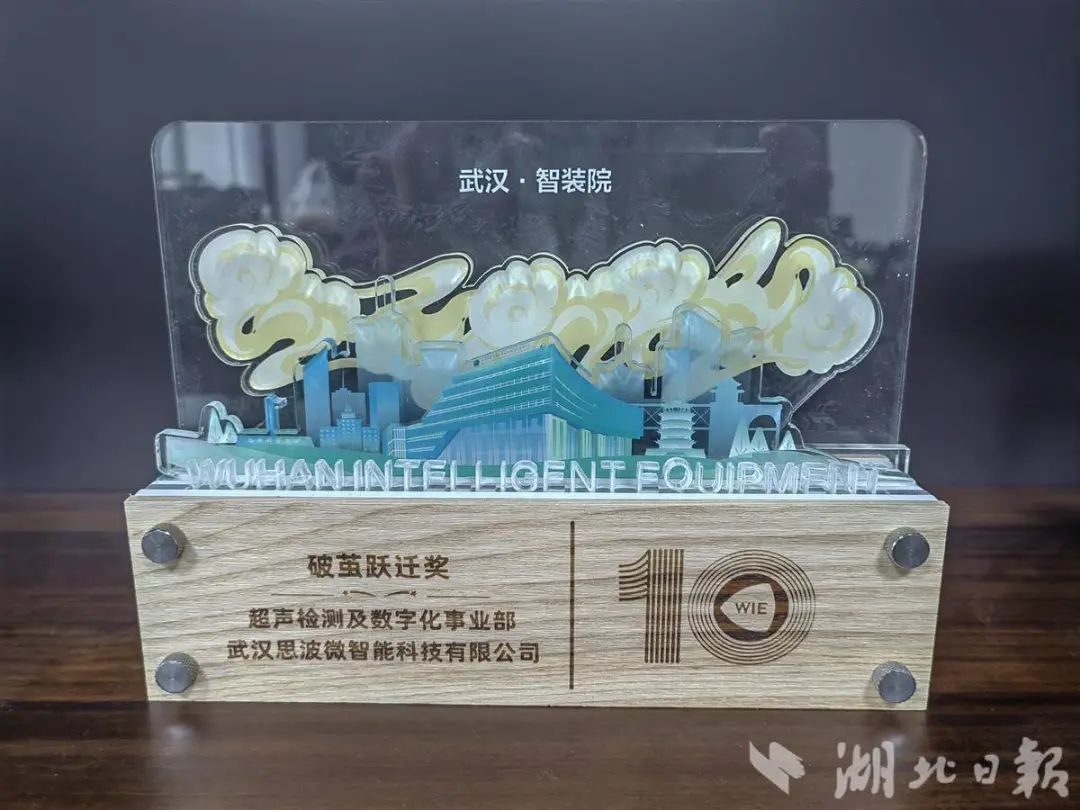 武汉·智装院
WUHAN INTELLIGENT EQUIPMENT
破茧跃迁奖
超声检测及数字化事业部
武汉思波微智能科技有限公司
10
WIE
湖北日報